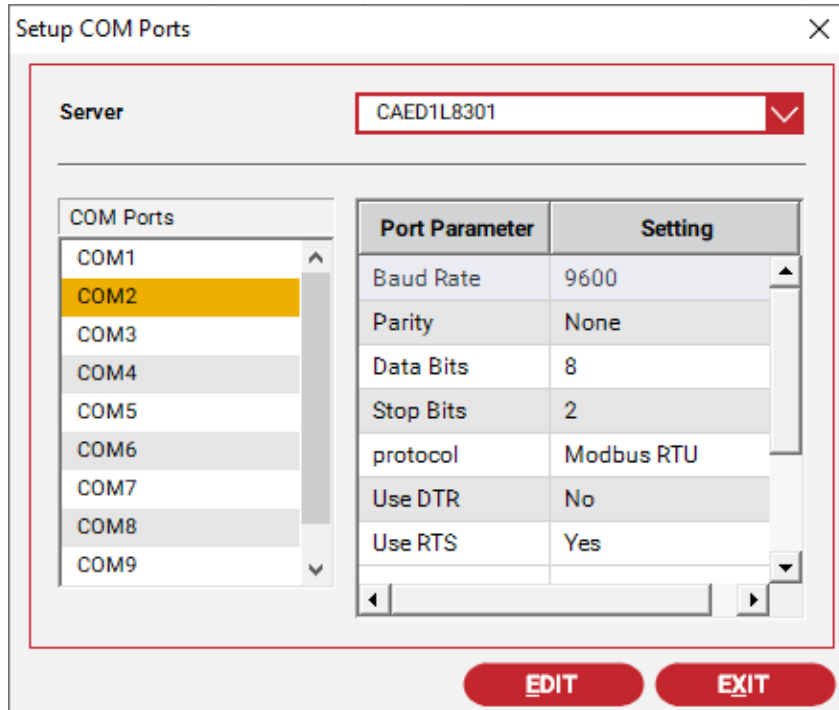 Setup COM Ports
Server
CAED1L8301
COM Ports
COM1
COM2
COM3
COM4
COM5
COM6
COM7
COM8
COM9
Port Parameter Setting
Baud Rate 9600
Parity None
Data Bits 8
Stop Bits 2
protocol Modbus RTU
Use DTR No
Use RTS Yes
EDIT
EXIT